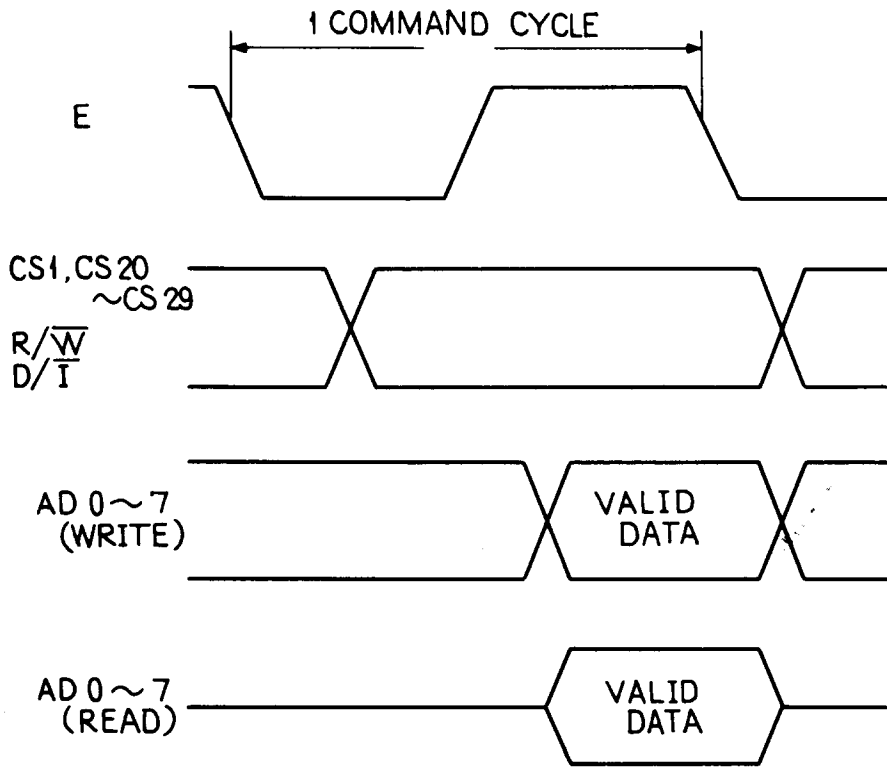 1 COMMAND CYCLE
E
CS1, CS20
~CS29
R/W̅
D/I̅
AD 0~7
(WRITE)
VALID
DATA
AD 0~7
(READ)
VALID
DATA